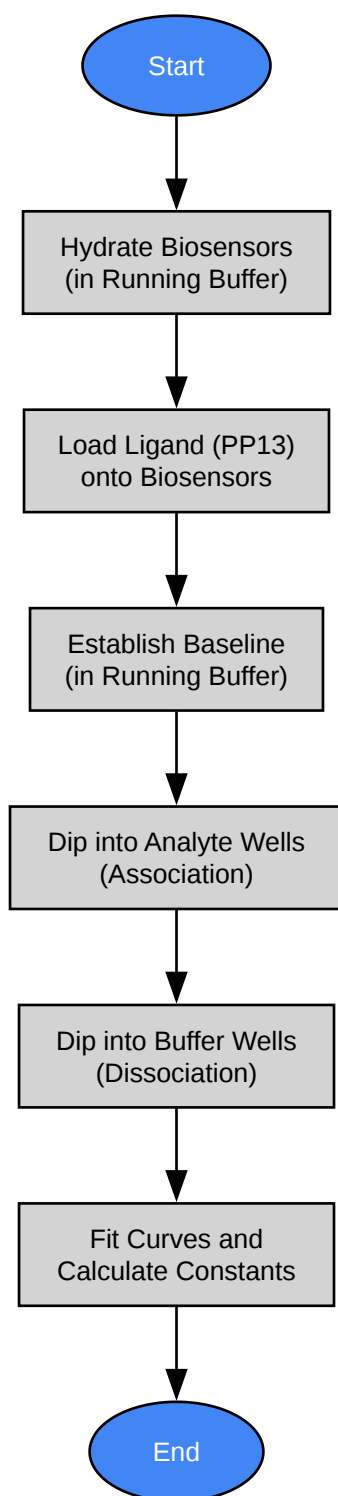 Start
Hydrate Biosensors
(in Running Buffer)
Load Ligand (PP13)
onto Biosensors
Establish Baseline
(in Running Buffer)
Dip into Analyte Wells
(Association)
Dip into Buffer Wells
(Dissociation)
Fit Curves and
Calculate Constants
End